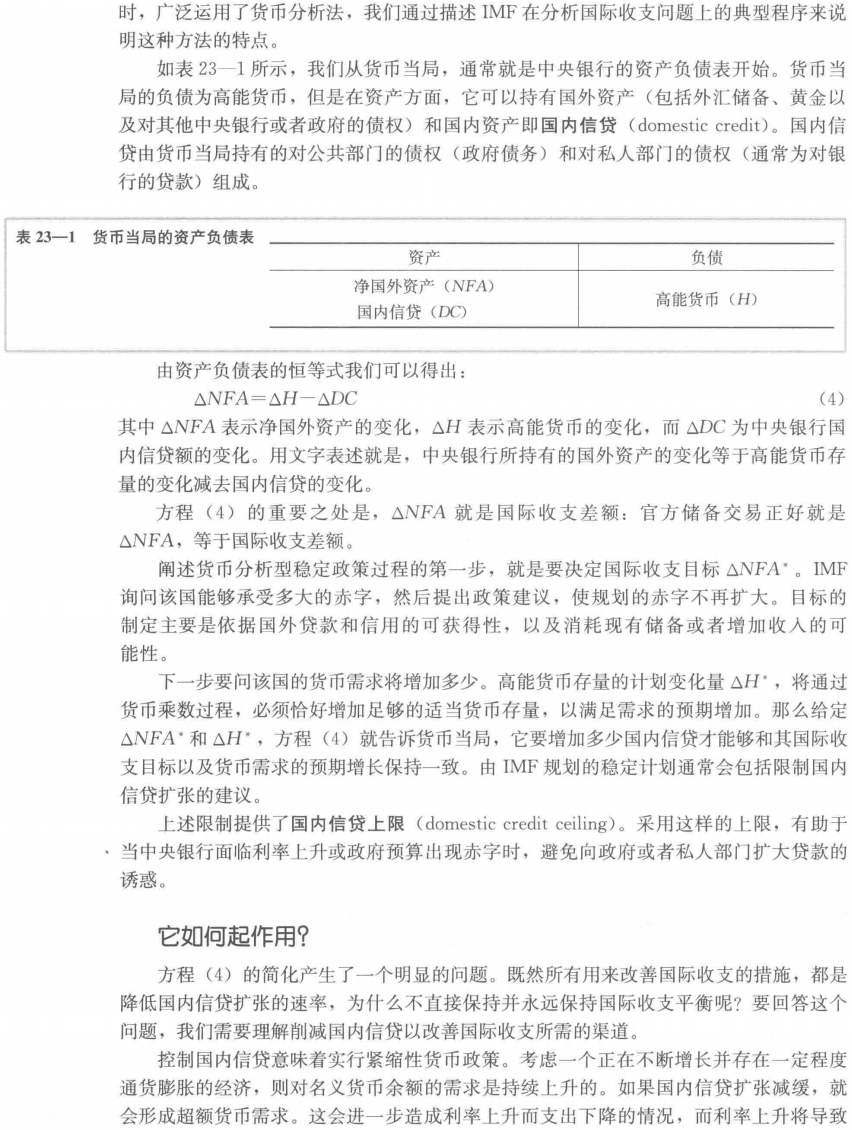 时，广泛运用了货币分析法，我们通过描述 IMF 在分析国际收支问题上的典型程序来说
明这种方法的特点。
如表 23—1 所示，我们从货币当局，通常就是中央银行的资产负债表开始。货币当
局的负债为高能货币，但是在资产方面，它可以持有国外资产（包括外汇储备、黄金以
及对其他中央银行或者政府的债权）和国内资产即国内信贷（domestic credit）。国内信
贷由货币当局持有的对公共部门的债权（政府债务）和对私人部门的债权（通常为对银
行的贷款）组成。
表 23—1 货币当局的资产负债表
资产 负债
净国外资产（NFA）
国内信贷（DC）
高能货币（H）
由资产负债表的恒等式我们可以得出：
△NFA=△H－△DC （4）
其中 △NFA 表示净国外资产的变化，△H 表示高能货币的变化，而 △DC 为中央银行国
内信贷额的变化。用文字表述就是，中央银行所持有的国外资产的变化等于高能货币存
量的变化减去国内信贷的变化。
方程（4）的重要之处是，△NFA 就是国际收支差额：官方储备交易正好就是
△NFA，等于国际收支差额。
阐述货币分析型稳定政策过程的第一步，就是要决定国际收支目标 △NFA*。IMF
询问该国能够承受多大的赤字，然后提出政策建议，使规划的赤字不再扩大。目标的
制定主要是依据国外贷款和信用的可获得性，以及消耗现有储备或者增加收入的可
能性。
下一步要问该国的货币需求将增加多少。高能货币存量的计划变化量 △H*，将通过
货币乘数过程，必须恰好增加足够的适当货币存量，以满足需求的预期增加。那么给定
△NFA* 和 △H*，方程（4）就告诉货币当局，它要增加多少国内信贷才能够和其国际收
支目标以及货币需求的预期增长保持一致。由 IMF 规划的稳定计划通常会包括限制国内
信贷扩张的建议。
上述限制提供了国内信贷上限（domestic credit ceiling）。采用这样的上限，有助于
当中央银行面临利率上升或政府预算出现赤字时，避免向政府或者私人部门扩大贷款的
诱惑。
它如何起作用？
方程（4）的简化产生了一个明显的问题。既然所有用来改善国际收支的措施，都是
降低国内信贷扩张的速率，为什么不直接保持并永远保持国际收支平衡呢？要回答这个
问题，我们需要理解削减国内信贷以改善国际收支所需的渠道。
控制国内信贷意味着实行紧缩性货币政策。考虑一个正在不断增长并存在一定程度
通货膨胀的经济，则对名义货币余额的需求是持续上升的。如果国内信贷扩张减缓，就
会形成超额货币需求。这会进一步造成利率上升而支出下降的情况，而利率上升将导致